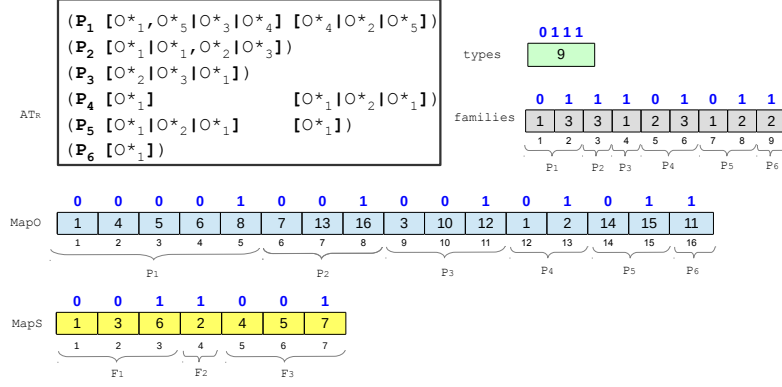 (P1 [O*1,O*5|O*3|O*4] [O*4|O*2|O*5])
(P2 [O*1|O*1,O*2|O*3])
(P3 [O*2|O*3|O*1])
(P4 [O*1] [O*1|O*2|O*1])
(P5 [O*1|O*2|O*1] [O*1])
(P6 [O*1])
ATR
0 1 1 1
types 9
0 1 1 1 0 1 0 1 1
families 1 3 3 1 2 3 1 2 2
1 2 3 4 5 6 7 8 9
P1 P2 P3 P4 P5 P6
0 0 0 0 1 0 0 1 0 0 1 0 1 0 1 1
MapO 1 4 5 6 8 7 13 16 3 10 12 1 2 14 15 11
1 2 3 4 5 6 7 8 9 10 11 12 13 14 15 16
P1 P2 P3 P4 P5 P6
0 0 1 1 0 0 1
MapS 1 3 6 2 4 5 7
1 2 3 4 5 6 7
F1 F2 F3